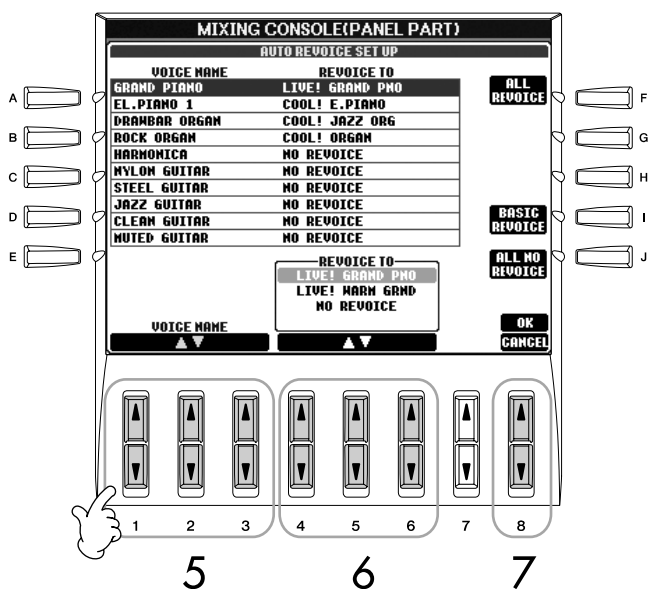 MIXING CONSOLE(PANEL PART)
AUTO REVOICE SET UP
VOICE NAME REVOICE TO
GRAND PIANO LIVE! GRAND PNO
EL.PIANO 1 COOL! E.PIANO
DRAWBAR ORGAN COOL! JAZZ ORG
ROCK ORGAN COOL! ORGAN
HARMONICA NO REVOICE
NYLON GUITAR NO REVOICE
STEEL GUITAR NO REVOICE
JAZZ GUITAR NO REVOICE
CLEAN GUITAR NO REVOICE
MUTED GUITAR NO REVOICE
ALL
REVOICE
BASIC
REVOICE
ALL NO
REVOICE
REVOICE TO
LIVE! GRAND PNO
LIVE! WARM GRND
NO REVOICE
VOICE NAME
OK
CANCEL
A
B
C
D
E
F
G
H
I
J
1 2 3 4 5 6 7 8
5 6 7